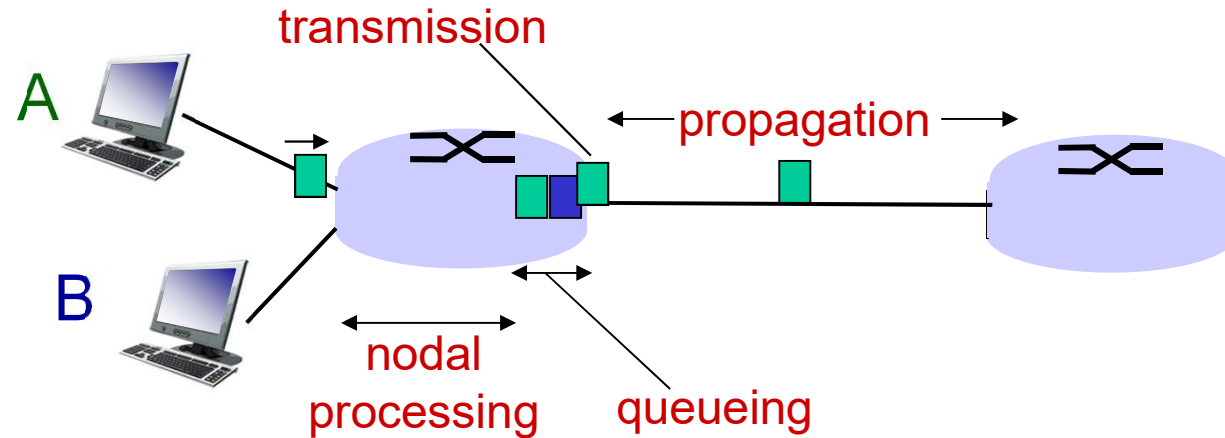 transmission
A
propagation
B
nodal
processing
queueing